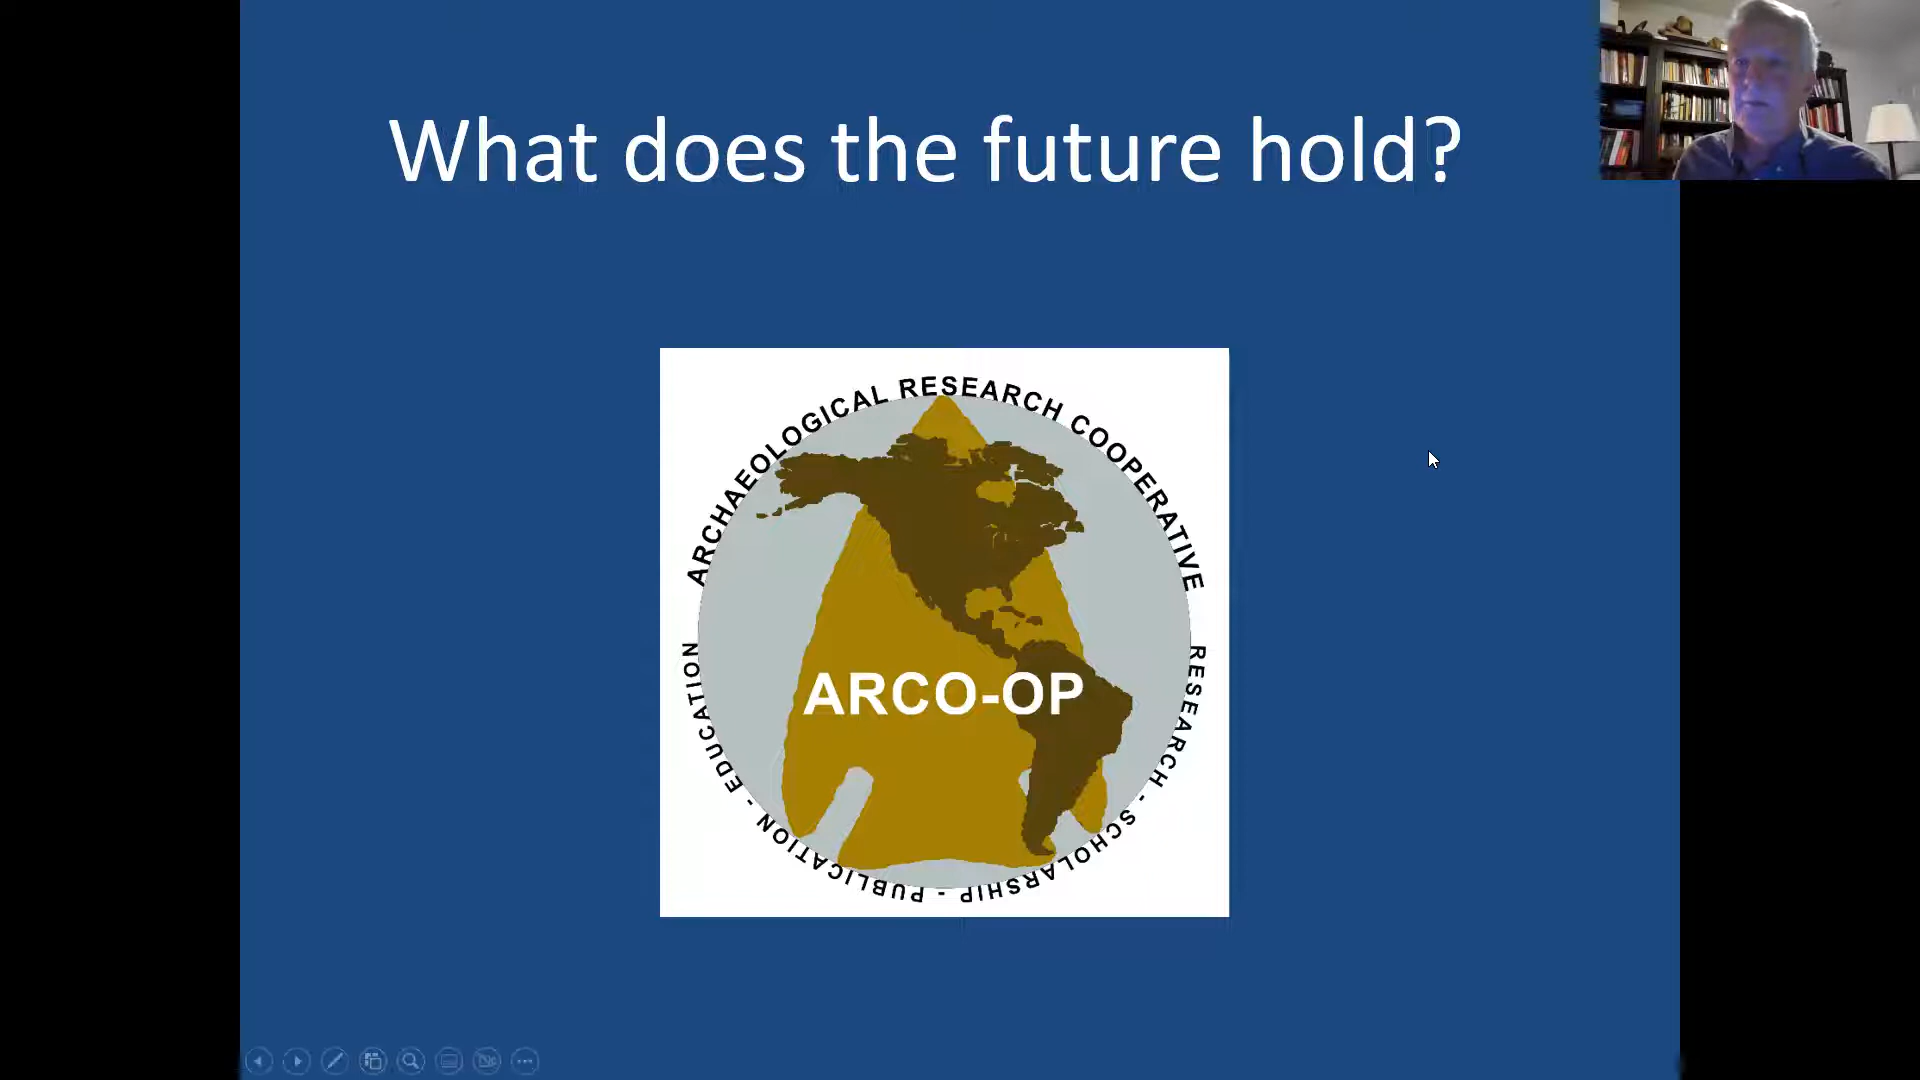 What does the future hold?
ARCHAEOLOGICAL RESEARCH COOPERATIVE
ARCO-OP
RESEARCH - SCHOLARSHIP - PUBLICATION - EDUCATION